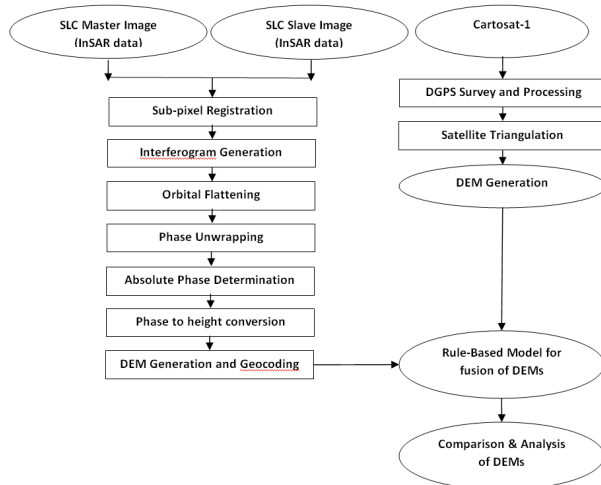 SLC Master Image
(InSAR data)
SLC Slave Image
(InSAR data)
Cartosat-1
Sub-pixel Registration
Interferogram Generation
Orbital Flattening
Phase Unwrapping
Absolute Phase Determination
Phase to height conversion
DEM Generation and Geocoding
DGPS Survey and Processing
Satellite Triangulation
DEM Generation
Rule-Based Model for
fusion of DEMs
Comparison & Analysis
of DEMs